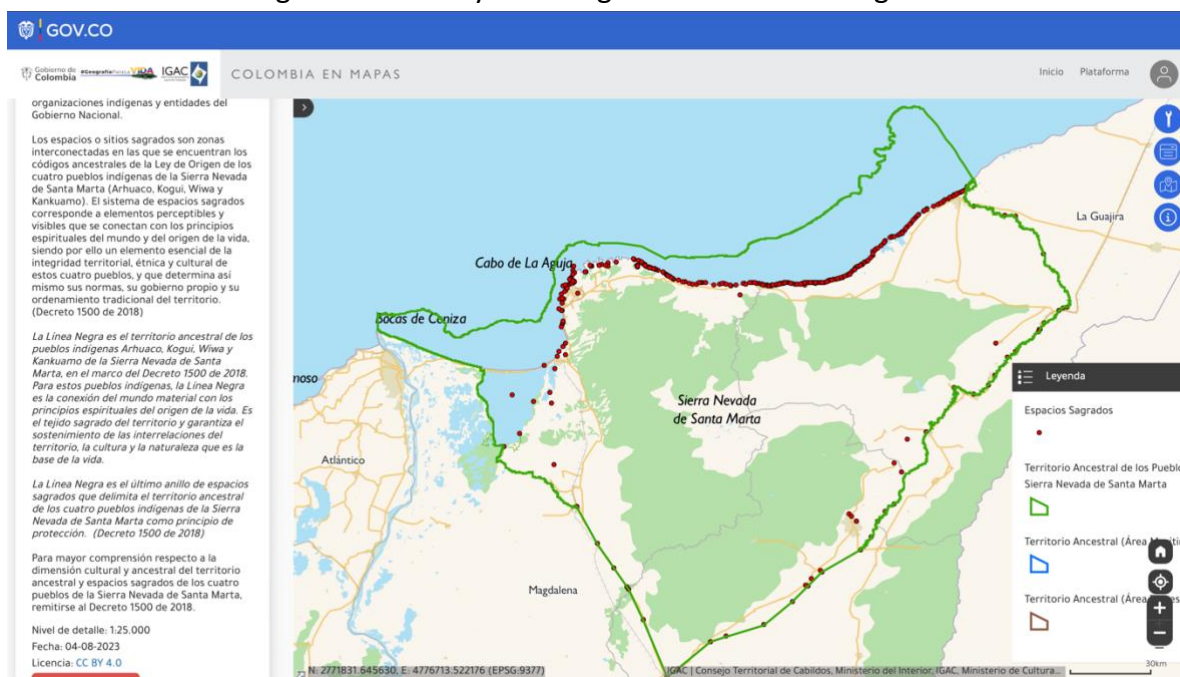 GOV.CO
Gobierno de
Colombia
#GeografíaParaLaVIDA
IGAC
COLOMBIA EN MAPAS
Inicio
Plataforma
organizaciones indígenas y entidades del
Gobierno Nacional.
Los espacios o sitios sagrados son zonas
interconectadas en las que se encuentran los
códigos ancestrales de la Ley de Origen de los
cuatro pueblos indígenas de la Sierra Nevada
de Santa Marta (Arhuaco, Kogui, Wiwa y
Kankuamo). El sistema de espacios sagrados
corresponde a elementos perceptibles y
visibles que se conectan con los principios
espirituales del mundo y del origen de la vida,
siendo por ello un elemento esencial de la
integridad territorial, étnica y cultural de
estos cuatro pueblos, y que determina así
mismo sus normas, su gobierno propio y su
ordenamiento tradicional del territorio.
(Decreto 1500 de 2018)
La Línea Negra es el territorio ancestral de los
pueblos indígenas Arhuaco, Kogui, Wiwa y
Kankuamo de la Sierra Nevada de Santa
Marta, en el marco del Decreto 1500 de 2018.
Para estos pueblos indígenas, la Línea Negra
es la conexión del mundo material con los
principios espirituales del origen de la vida. Es
el tejido sagrado del territorio y garantiza el
sostenimiento de las interrelaciones del
territorio, la cultura y la naturaleza que es la
base de la vida.
La Línea Negra es el último anillo de espacios
sagrados que delimita el territorio ancestral
de los cuatro pueblos indígenas de la Sierra
Nevada de Santa Marta como principio de
protección. (Decreto 1500 de 2018)
Para mayor comprensión respecto a la
dimensión cultural y ancestral del territorio
ancestral y espacios sagrados de los cuatro
pueblos de la Sierra Nevada de Santa Marta,
remitirse al Decreto 1500 de 2018.
Nivel de detalle: 1:25.000
Fecha: 04-08-2023
Licencia: CC BY 4.0
La Guajira
Cabo de La Aguja
Bocas de Ceniza
Sierra Nevada
de Santa Marta
Atlántico
Magdalena
Leyenda
Espacios Sagrados
Territorio Ancestral de los Pueblo
Sierra Nevada de Santa Marta
Territorio Ancestral (Área
Territorio Ancestral (Área
30km
N: 2771831.645630, E: 4776713.522176 (EPSG:9377)
IGAC | Consejo Territorial de Cabildos, Ministerio del Interior, IGAC, Ministerio de Cultura...